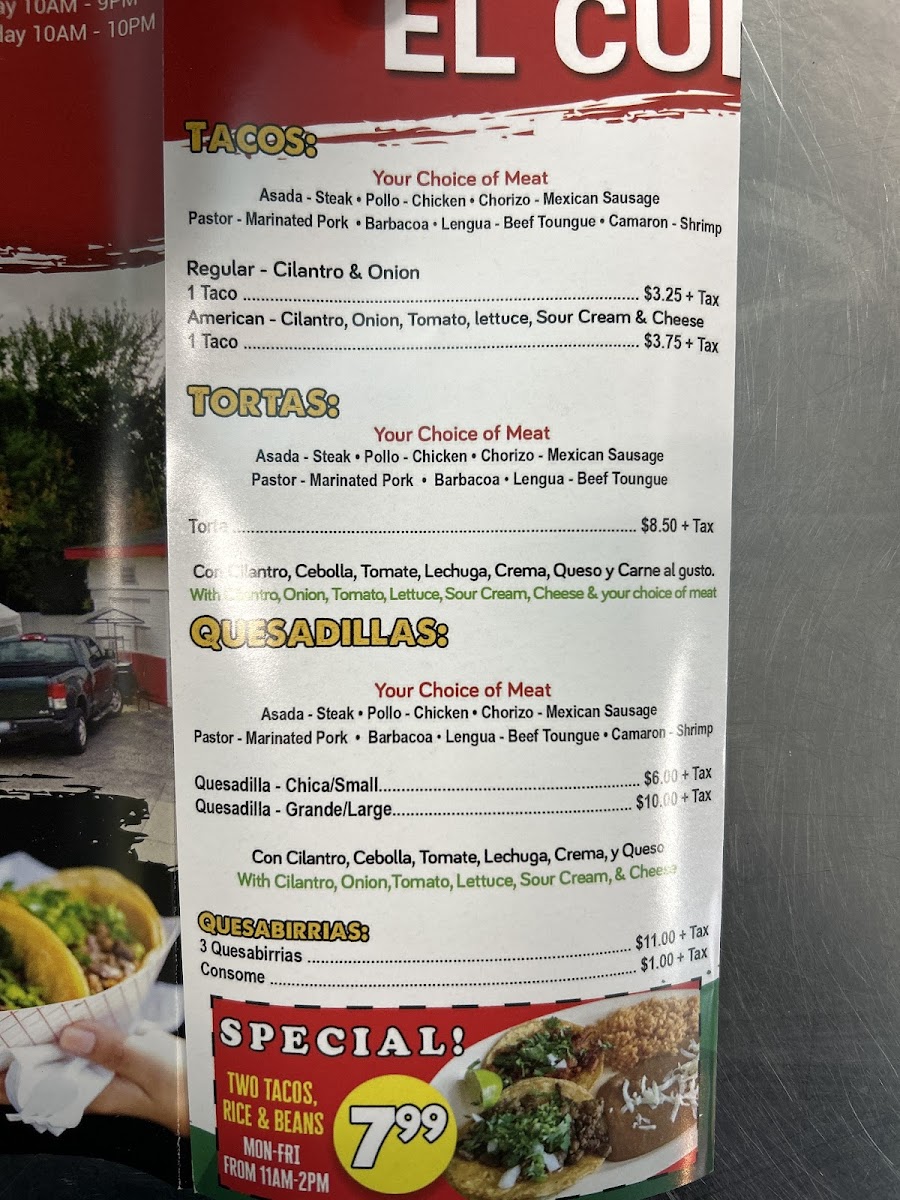 10AM - 9PM
10AM - 10PM
EL
TACOS:
Your Choice of Meat
Asada - Steak • Pollo - Chicken • Chorizo - Mexican Sausage
Pastor - Marinated Pork • Barbacoa • Lengua - Beef Toungue • Camaron - Shrimp
Regular - Cilantro & Onion
1 Taco ........ $3.25 + Tax
American - Cilantro, Onion, Tomato, lettuce, Sour Cream & Cheese
1 Taco ........ $3.75 + Tax
TORTAS:
Your Choice of Meat
Asada - Steak • Pollo - Chicken • Chorizo - Mexican Sausage
Pastor - Marinated Pork • Barbacoa • Lengua - Beef Toungue
Torta ........ $8.50 + Tax
Con Cilantro, Cebolla, Tomate, Lechuga, Crema, Queso y Carne al gusto.
With Cilantro, Onion, Tomato, Lettuce, Sour Cream, Cheese & your choice of meat
QUESADILLAS:
Your Choice of Meat
Asada - Steak • Pollo - Chicken • Chorizo - Mexican Sausage
Pastor - Marinated Pork • Barbacoa • Lengua - Beef Toungue • Camaron - Shrimp
Quesadilla - Chica/Small........ $6.00 + Tax
Quesadilla - Grande/Large........ $10.00 + Tax
Con Cilantro, Cebolla, Tomate, Lechuga, Crema, y Queso
With Cilantro, Onion,Tomato, Lettuce, Sour Cream, & Cheese
QUESABIRRIAS:
3 Quesabirrias ........ $11.00 + Tax
Consome ........ $1.00 + Tax
SPECIAL!
TWO TACOS,
RICE & BEANS
MON-FRI
FROM 11AM-2PM
7.99